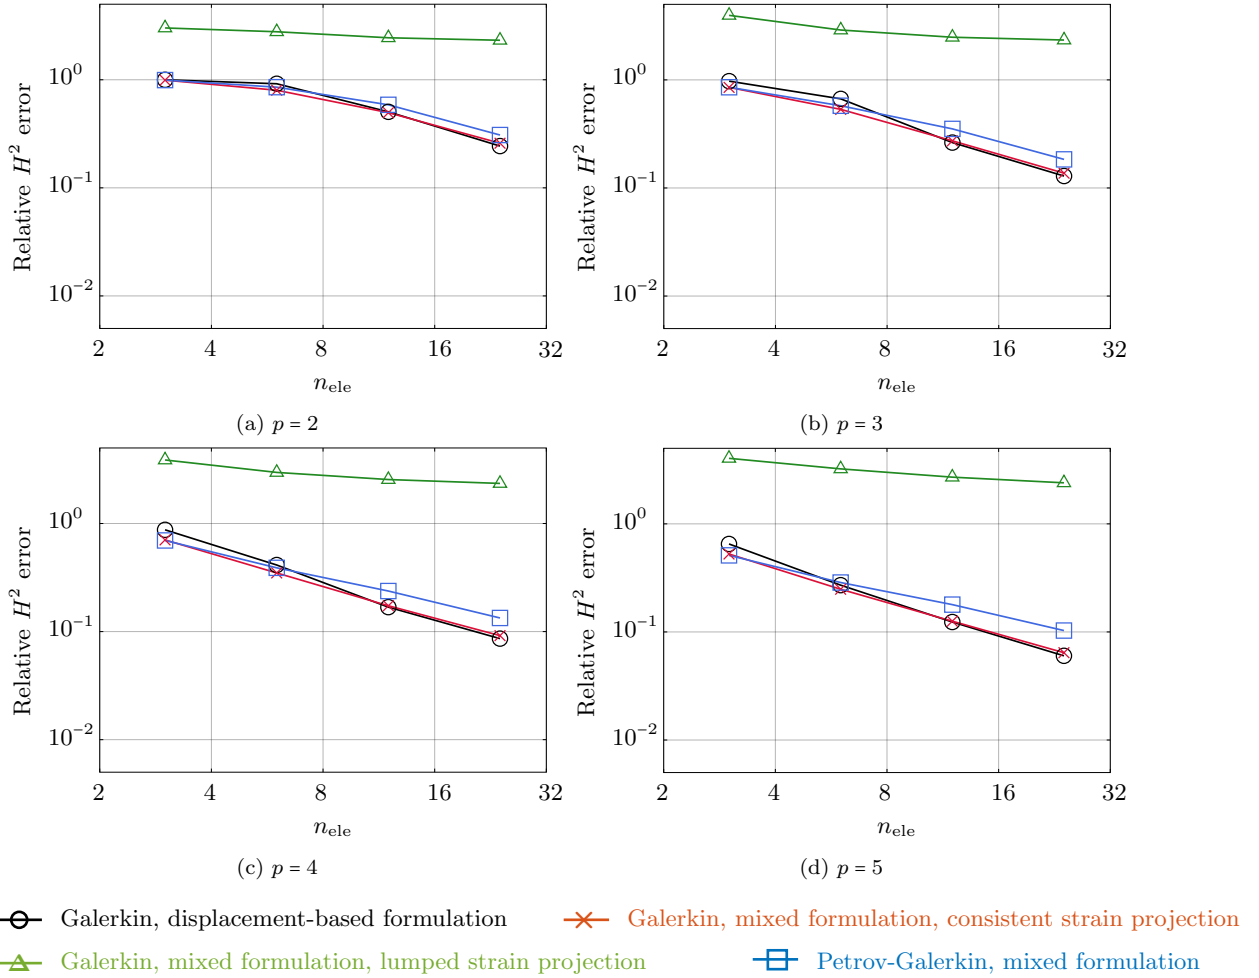 Relative H² error
10⁰
10⁻¹
10⁻²
2 4 8 16 32
n_ele
(a) p = 2
Relative H² error
10⁰
10⁻¹
10⁻²
2 4 8 16 32
n_ele
(b) p = 3
Relative H² error
10⁰
10⁻¹
10⁻²
2 4 8 16 32
n_ele
(c) p = 4
Relative H² error
10⁰
10⁻¹
10⁻²
2 4 8 16 32
n_ele
(d) p = 5
Galerkin, displacement-based formulation
Galerkin, mixed formulation, consistent strain projection
Galerkin, mixed formulation, lumped strain projection
Petrov-Galerkin, mixed formulation